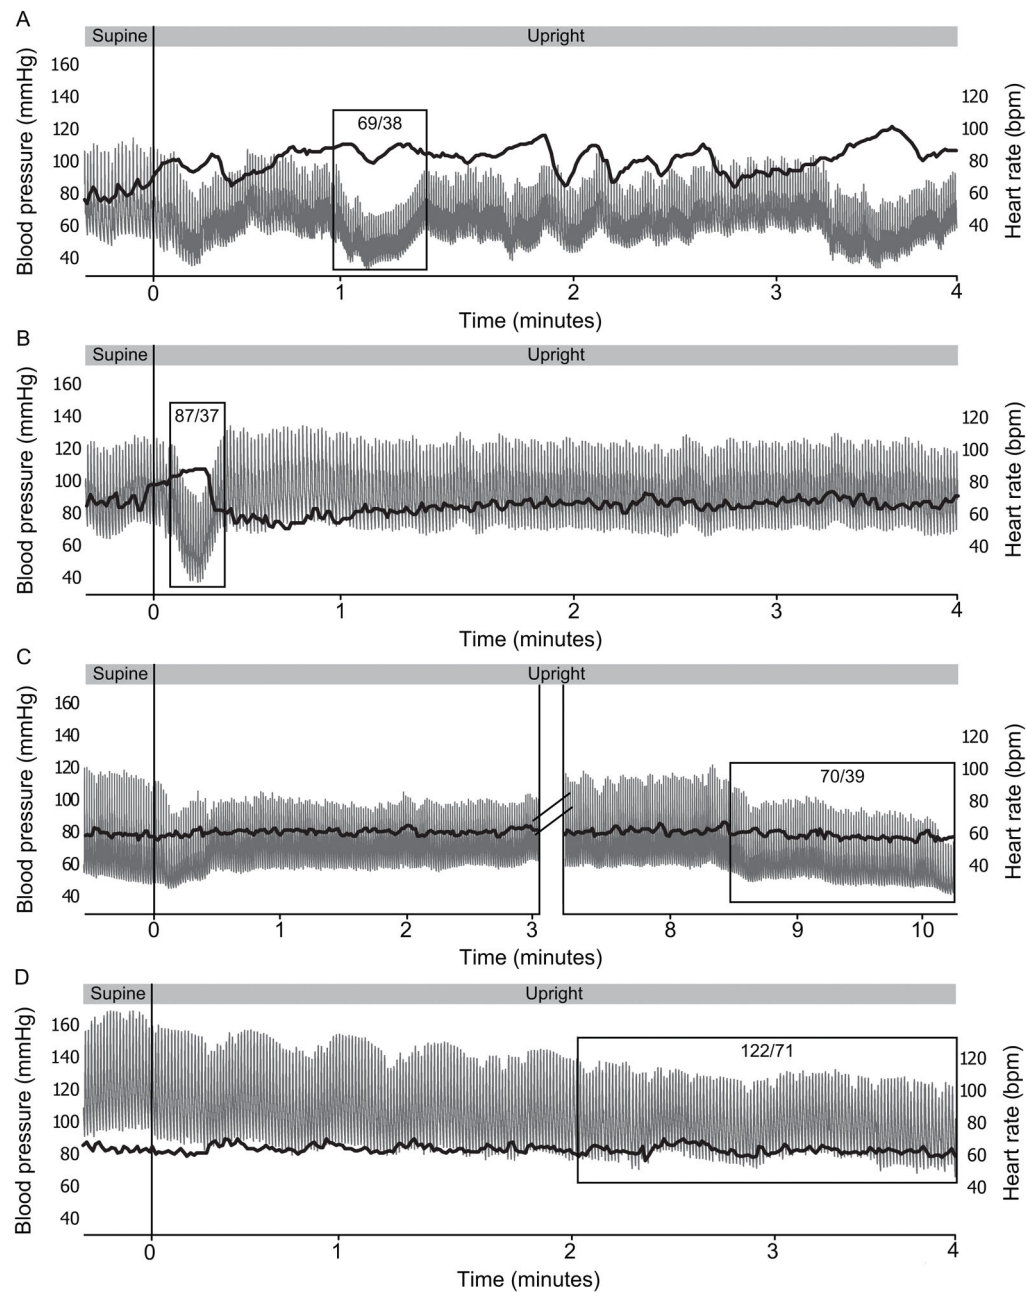 A
Supine Upright
Blood pressure (mmHg)
160
140
120
100
80
60
40
69/38
120
100
80
60
40
Heart rate (bpm)
0 1 2 3 4
Time (minutes)
B
Supine Upright
Blood pressure (mmHg)
160
140
120
100
80
60
40
87/37
120
100
80
60
40
Heart rate (bpm)
0 1 2 3 4
Time (minutes)
C
Supine Upright
Blood pressure (mmHg)
160
140
120
100
80
60
40
70/39
120
100
80
60
40
Heart rate (bpm)
0 1 2 3 8 9 10
Time (minutes)
D
Supine Upright
Blood pressure (mmHg)
160
140
120
100
80
60
40
122/71
120
100
80
60
40
Heart rate (bpm)
0 1 2 3 4
Time (minutes)